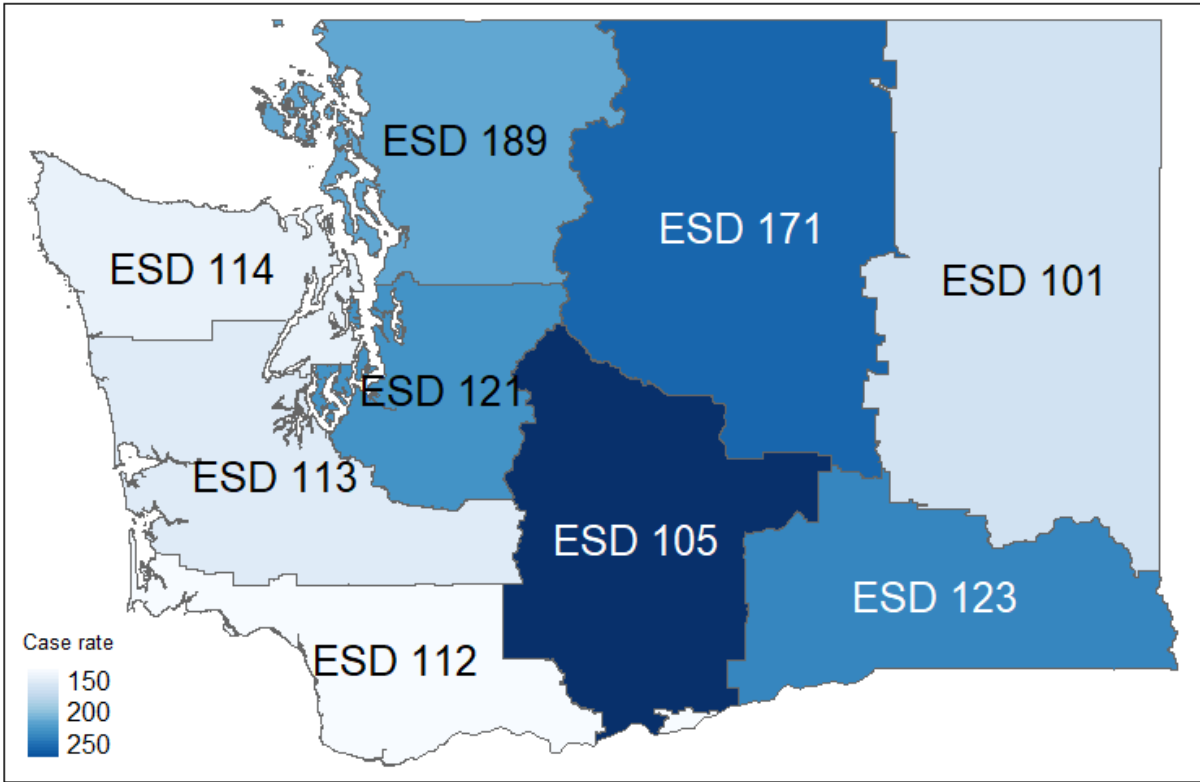 ESD 189
ESD 171
ESD 114
ESD 101
ESD 121
ESD 113
ESD 105
ESD 123
ESD 112
Case rate
150
200
250